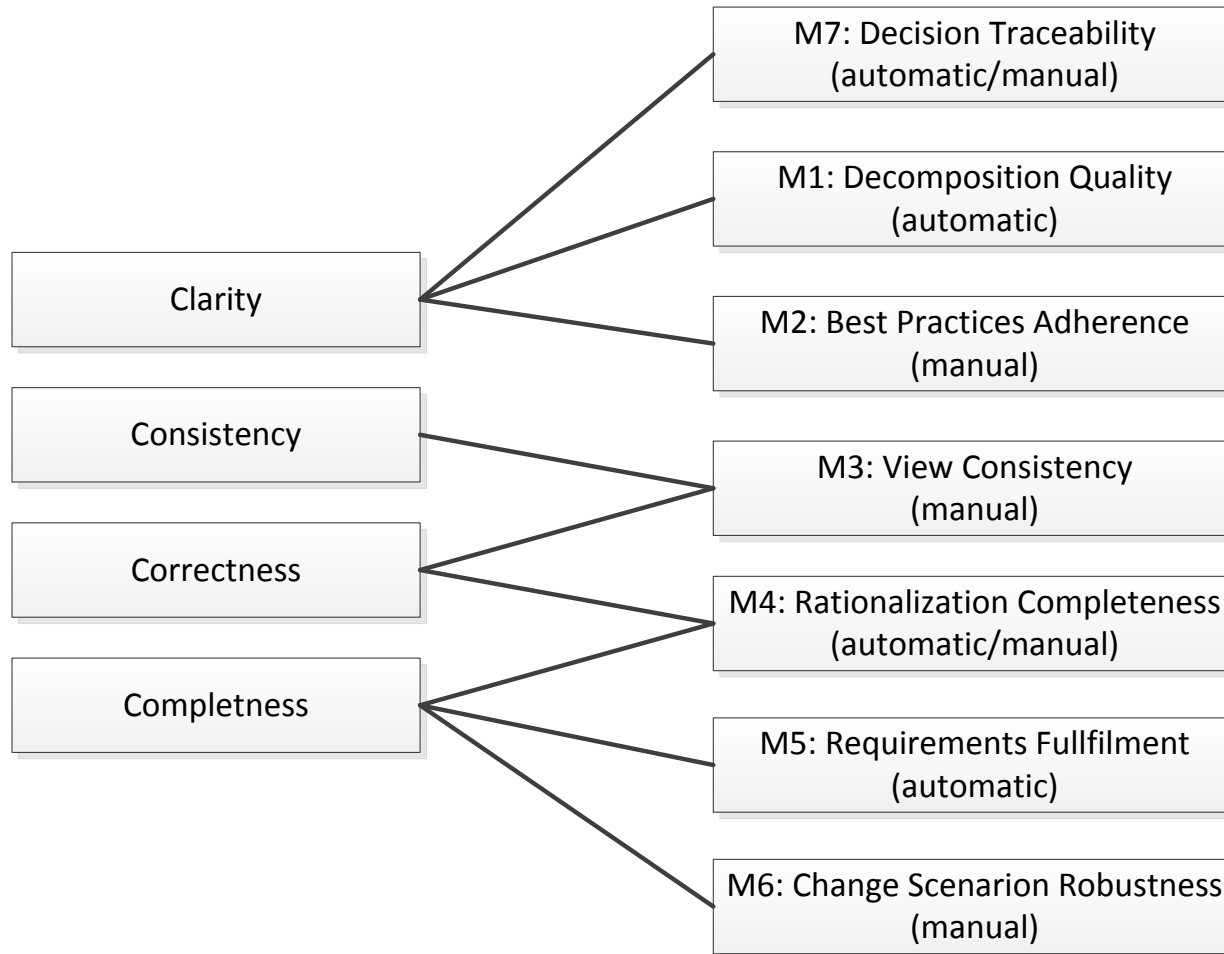 Clarity
Consistency
Correctness
Completness
M7: Decision Traceability
(automatic/manual)
M1: Decomposition Quality
(automatic)
M2: Best Practices Adherence
(manual)
M3: View Consistency
(manual)
M4: Rationalization Completeness
(automatic/manual)
M5: Requirements Fullfilment
(automatic)
M6: Change Scenarion Robustness
(manual)